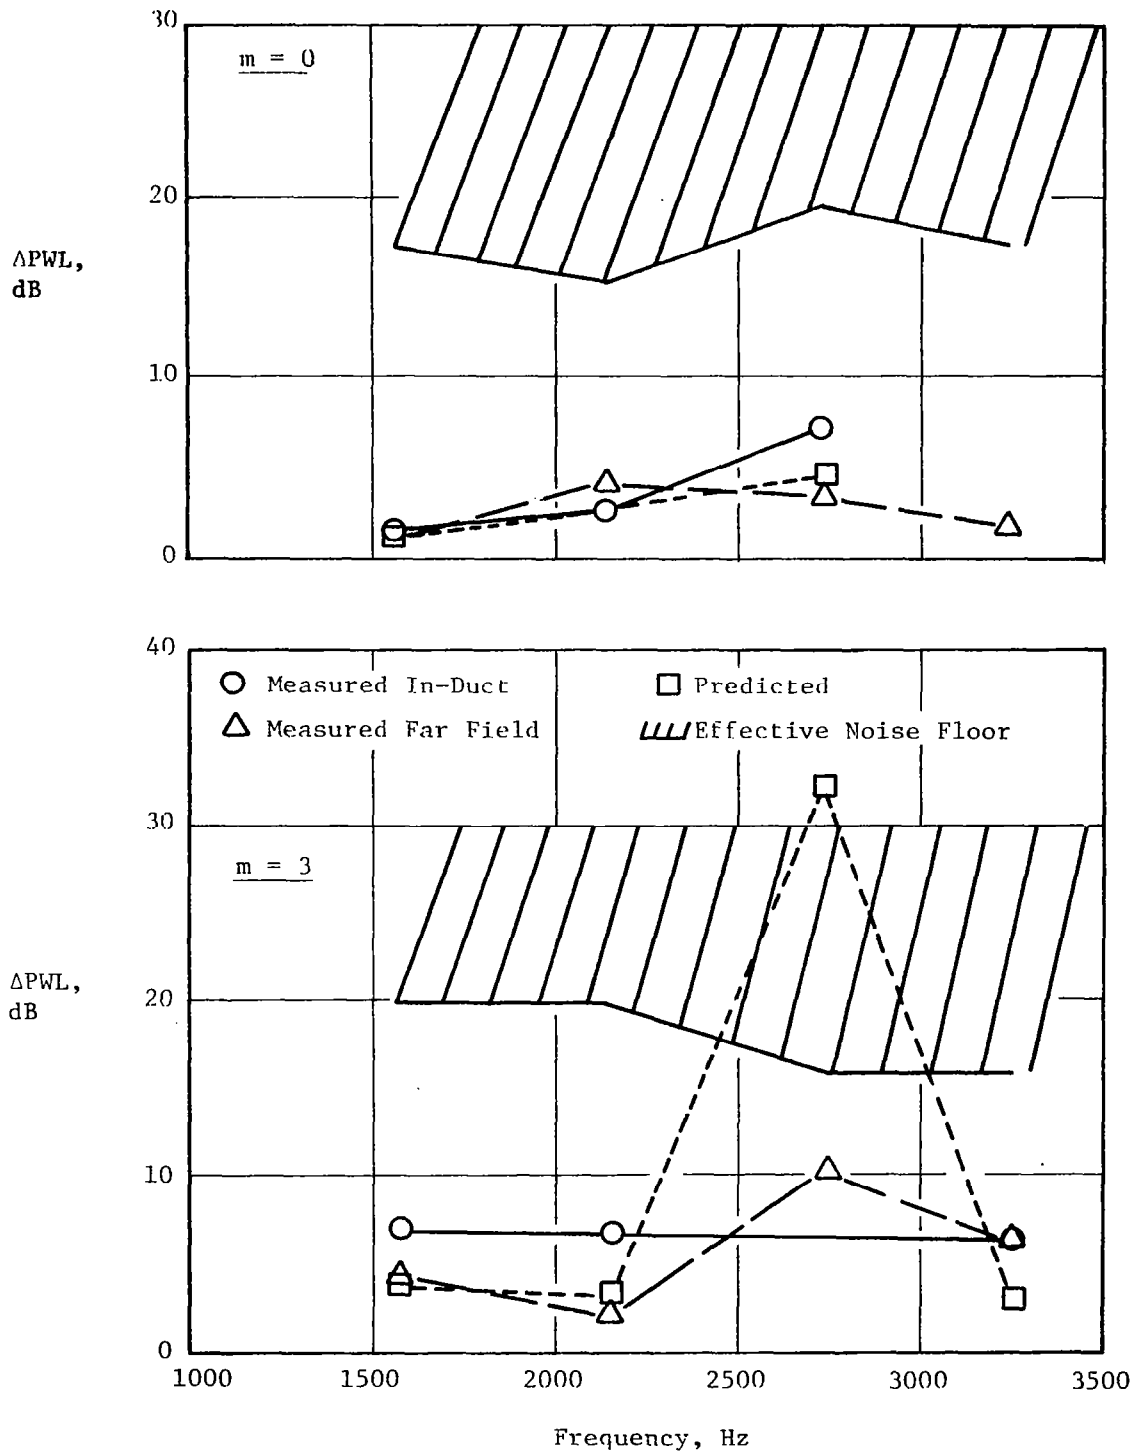 30
m = 0
20
ΔPWL,
dB
10
0
40
Measured In-Duct
Predicted
Measured Far Field
Effective Noise Floor
30
m = 3
20
ΔPWL,
dB
10
0
1000 1500 2000 2500 3000 3500
Frequency, Hz